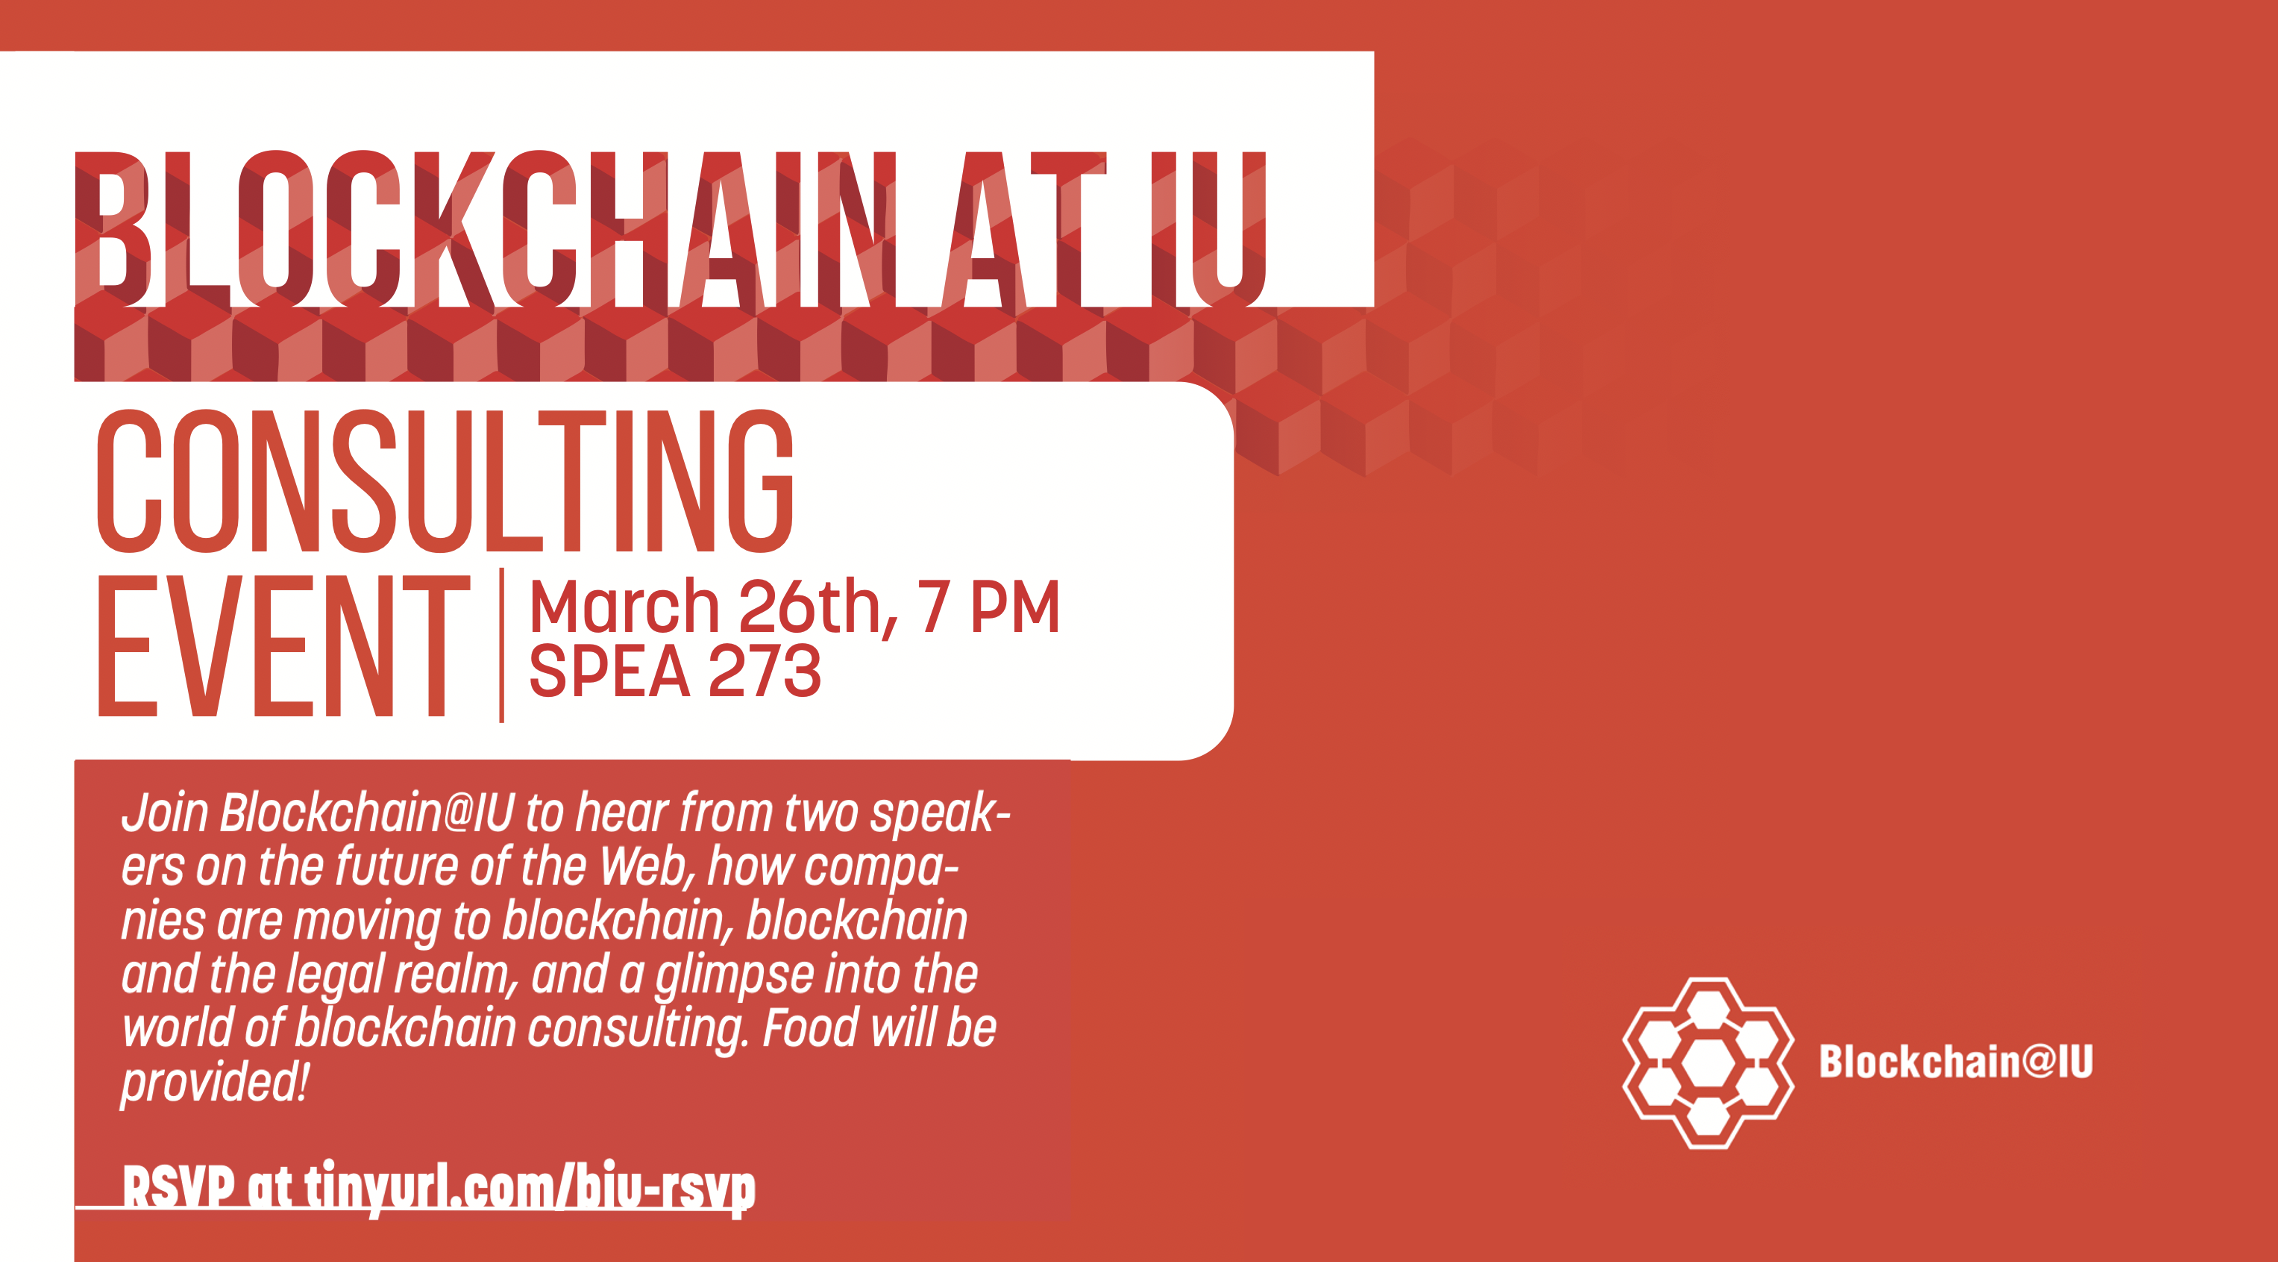 BLOCKCHAIN AT IU
CONSULTING
EVENT
March 26th, 7 PM
SPEA 273
Join Blockchain@IU to hear from two speak-
ers on the future of the Web, how compa-
nies are moving to blockchain, blockchain
and the legal realm, and a glimpse into the
world of blockchain consulting. Food will be
provided!
RSVP at tinyurl.com/biu-rsvp
Blockchain@IU